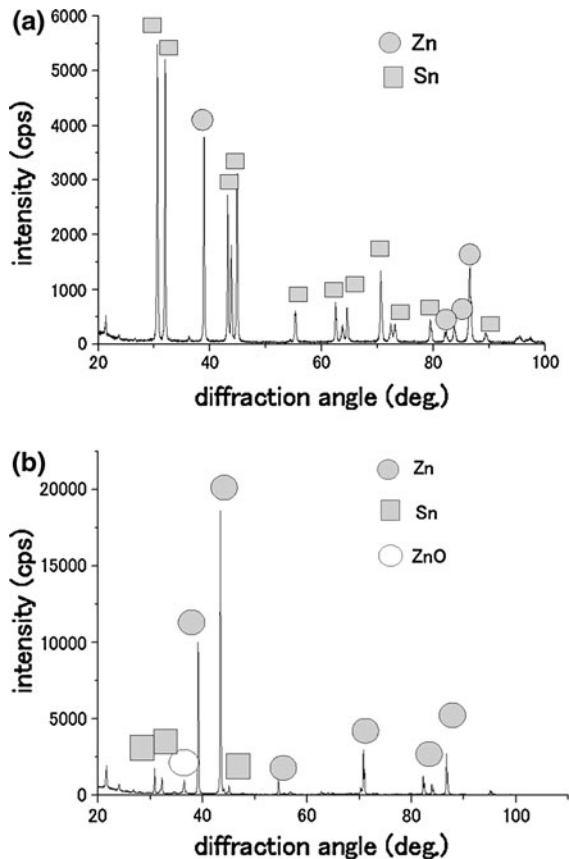 (a)
6000
5000
4000
3000
2000
1000
0
intensity (cps)
Zn
Sn
20 40 60 80 100
diffraction angle (deg.)
(b)
20000
15000
10000
5000
0
intensity (cps)
Zn
Sn
ZnO
20 40 60 80 100
diffraction angle (deg.)